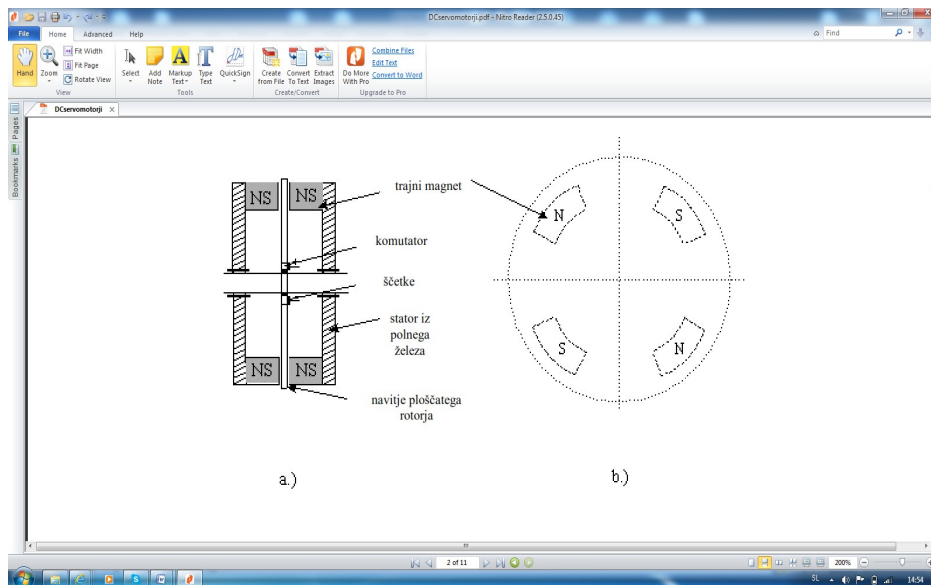 DCservomotorji.pdf - Nitro Reader (2.5.0.45)
File Home Advanced Help
Find
Hand
Zoom
Fit Width
Fit Page
Rotate View
View
Select
Add Note
Markup Text
Type Text
QuickSign
Tools
Create from File
Convert To Text
Extract Images
Create/Convert
Do More With Pro
Combine Files
Edit Text
Convert to Word
Upgrade to Pro
DCservomotorji
Pages
Bookmarks
NS NS
trajni magnet
N S
komutator
ščetke
stator iz
polnega
železa
S N
NS NS
navitje ploščatega
rotorja
a.) b.)
2 of 11
200%
SL 14:54